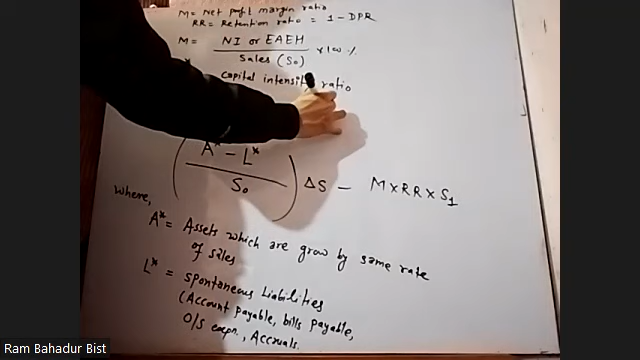 M = Net profit margin ratio
RR = Retention ratio = 1 - DPR
M = NI or EAEH / Sales (S₀) × 100 %
*
capital intensity ratio
(A* - L* / S₀) ΔS - M×RR×S₁
Where,
A* = Assets which are grow by same rate
of sales
L* = spontaneous Liabilities
(Account payable, bills payable,
O/S expn., Accruals.
Ram Bahadur Bist